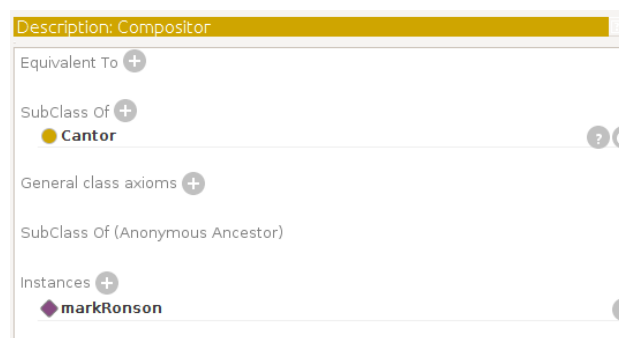 Description: Compositor
Equivalent To
SubClass Of
Cantor
General class axioms
SubClass Of (Anonymous Ancestor)
Instances
markRonson